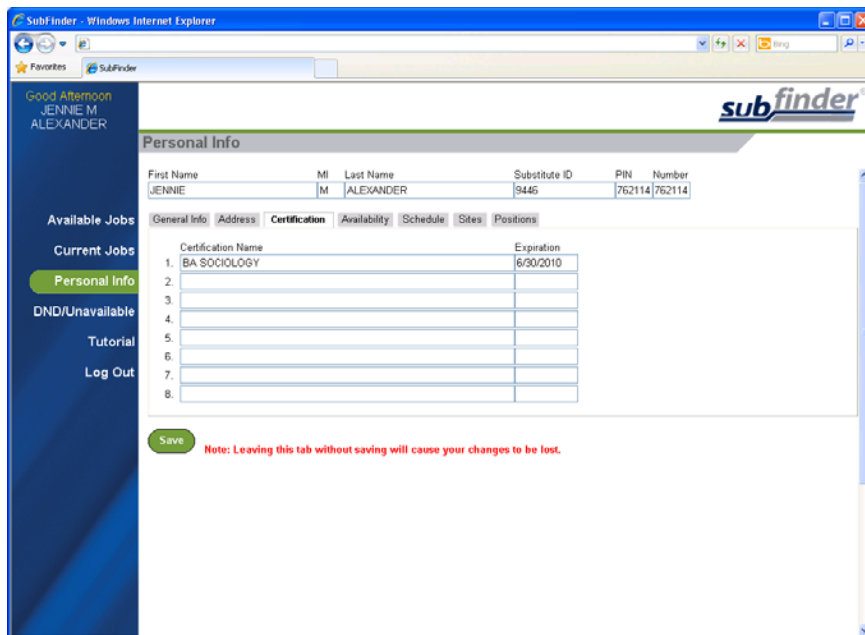 SubFinder - Windows Internet Explorer
Bing
Favorites SubFinder
Good Afternoon
JENNIE M
ALEXANDER
subfinder
Personal Info
First Name MI Last Name Substitute ID PIN Number
JENNIE M ALEXANDER 9446 762114 762114
Available Jobs
Current Jobs
Personal Info
DND/Unavailable
Tutorial
Log Out
General Info Address Certification Availability Schedule Sites Positions
Certification Name Expiration
1. BA SOCIOLOGY 6/30/2010
2.
3.
4.
5.
6.
7.
8.
Save Note: Leaving this tab without saving will cause your changes to be lost.